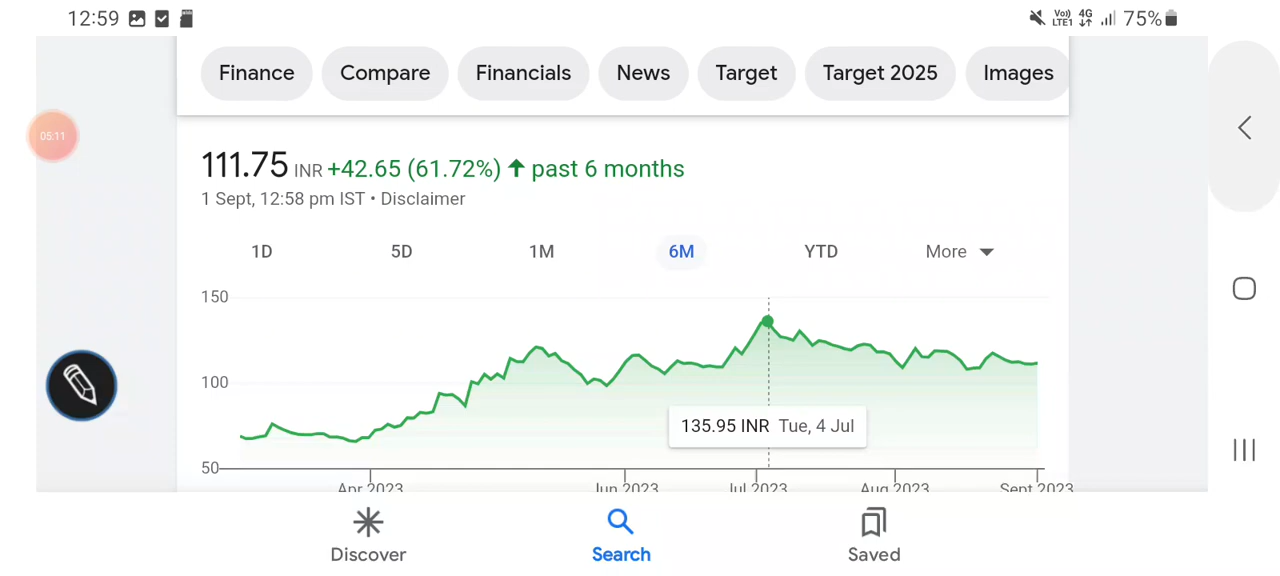 12:59 Vo)) LTE1 4G 75%
Finance Compare Financials News Target Target 2025 Images
05:11
111.75 INR +42.65 (61.72%) ↑ past 6 months
1 Sept, 12:58 pm IST • Disclaimer
1D 5D 1M 6M YTD More
150
100
135.95 INR Tue, 4 Jul
50
Apr 2023 Jun 2023 Jul 2023 Aug 2023 Sept 2023
Discover Search Saved